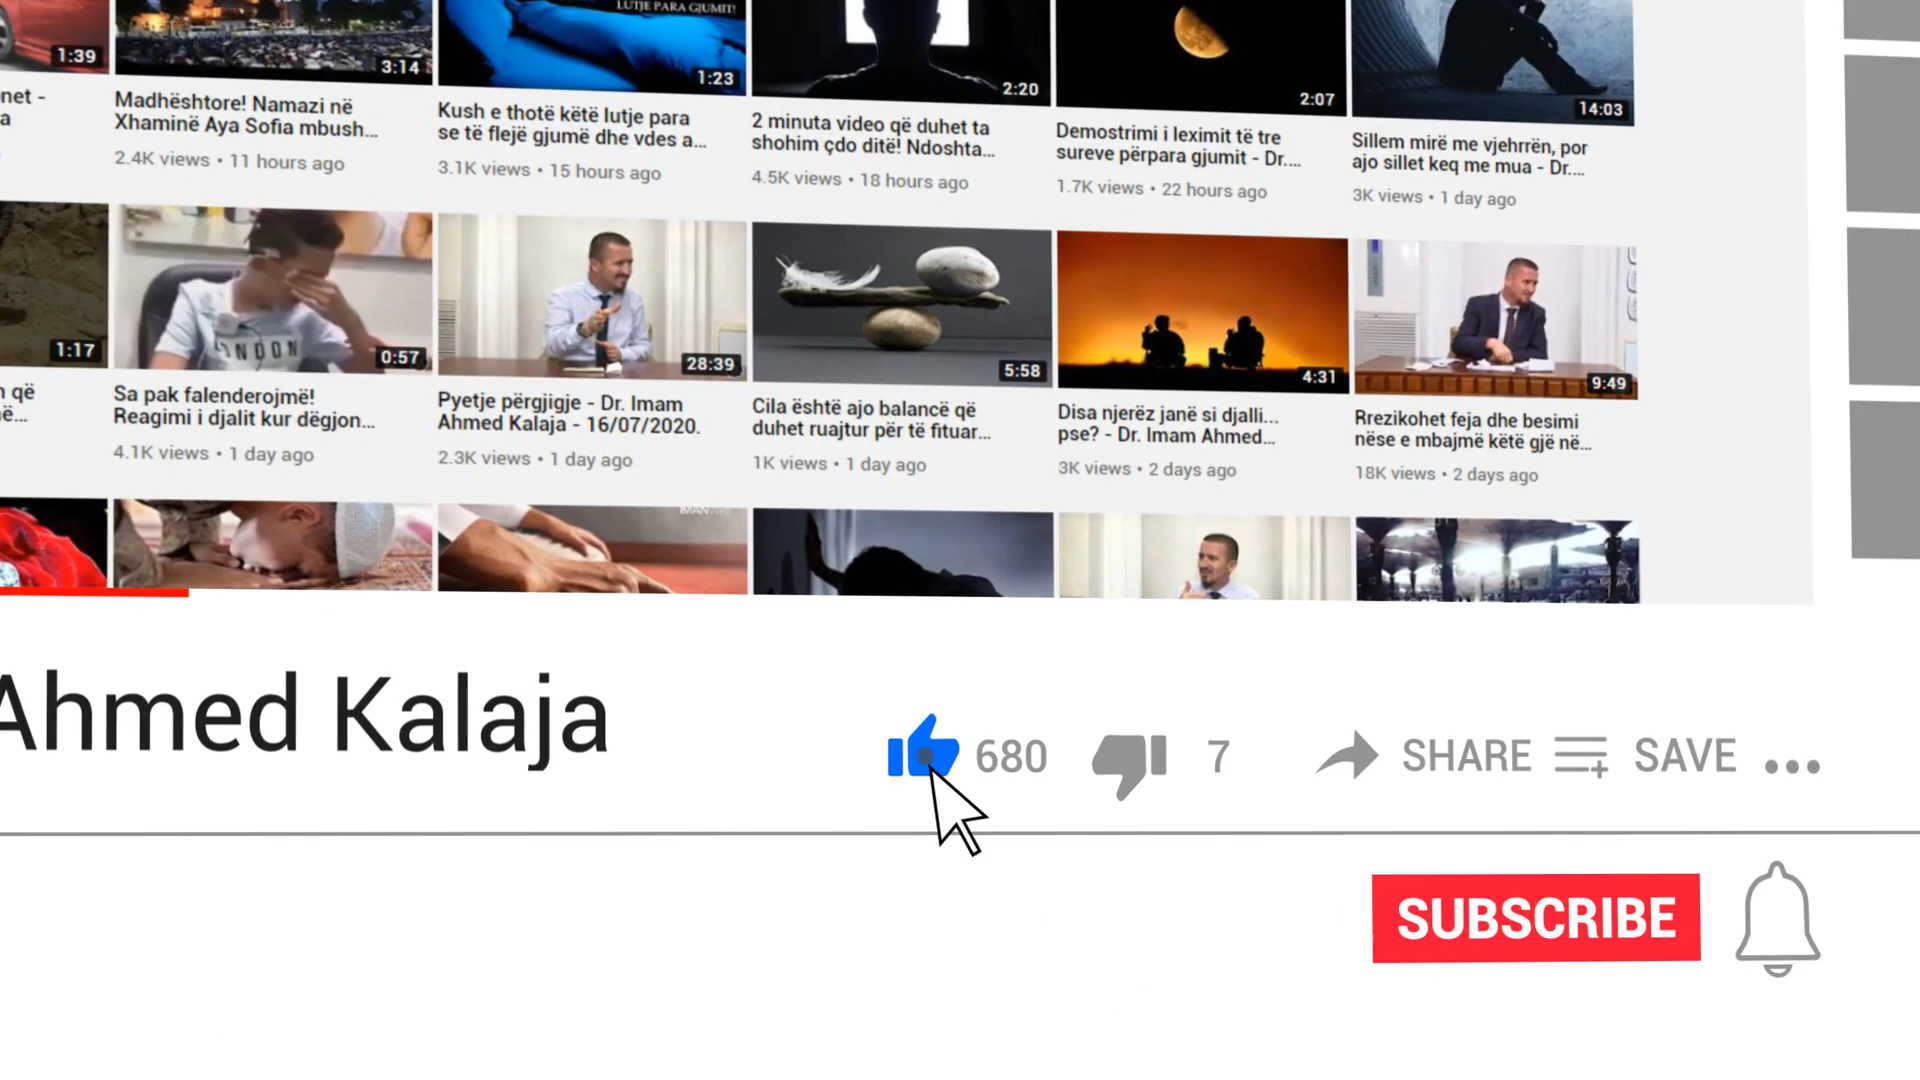 LUTJE PARA GJUMIT!
1:39
3:14
1:23
2:20
2:07
14:03
net -
a
Madhështore! Namazi në
Xhaminë Aya Sofia mbush...
2.4K views • 11 hours ago
Kush e thotë këtë lutje para
se të flejë gjumë dhe vdes a...
3.1K views • 15 hours ago
2 minuta video që duhet ta
shohim çdo ditë! Ndoshta...
4.5K views • 18 hours ago
Demostrimi i leximit të tre
sureve përpara gjumit - Dr....
1.7K views • 22 hours ago
Sillem mirë me vjehrrën, por
ajo sillet keq me mua - Dr....
3K views • 1 day ago
1:17
0:57
28:39
5:58
4:31
9:49
që
Sa pak falenderojmë!
Reagimi i djalit kur dëgjon...
4.1K views • 1 day ago
Pyetje përgjigje - Dr. Imam
Ahmed Kalaja - 16/07/2020.
2.3K views • 1 day ago
Cila është ajo balancë që
duhet ruajtur për të fituar...
1K views • 1 day ago
Disa njerëz janë si djalli...
pse? - Dr. Imam Ahmed...
3K views • 2 days ago
Rrezikohet feja dhe besimi
nëse e mbajmë këtë gjë në...
18K views • 2 days ago
Ahmed Kalaja
680
7
SHARE
SAVE
SUBSCRIBE